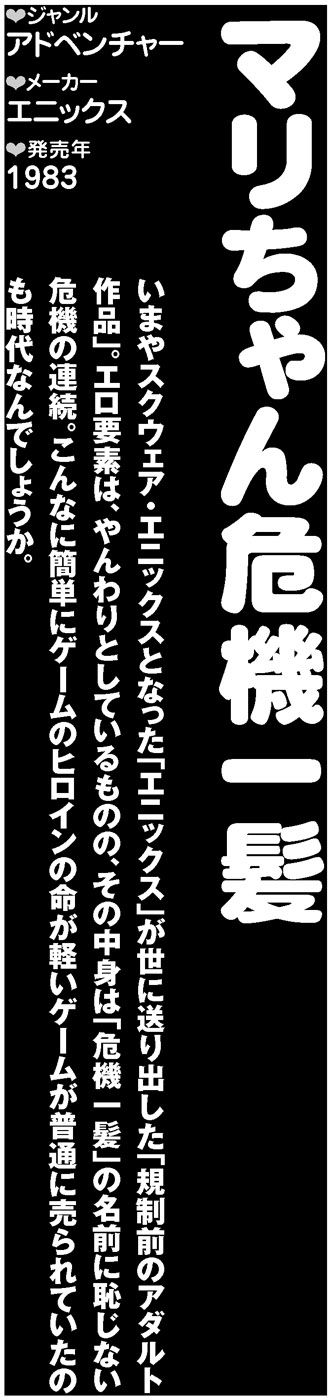 マリちゃん危機一髪
♥ジャンル
アドベンチャー
♥メーカー
エニックス
♥発売年
1983
いまやスクウェア・エニックスとなった「エニックス」が世に送り出した「規制前のアダルト
作品」。エロ要素は、やんわりとしているものの、その中身は「危機一髪」の名前に恥じない
危機の連続。こんなに簡単にゲームのヒロインの命が軽いゲームが普通に売られていたの
も時代なんでしょうか。